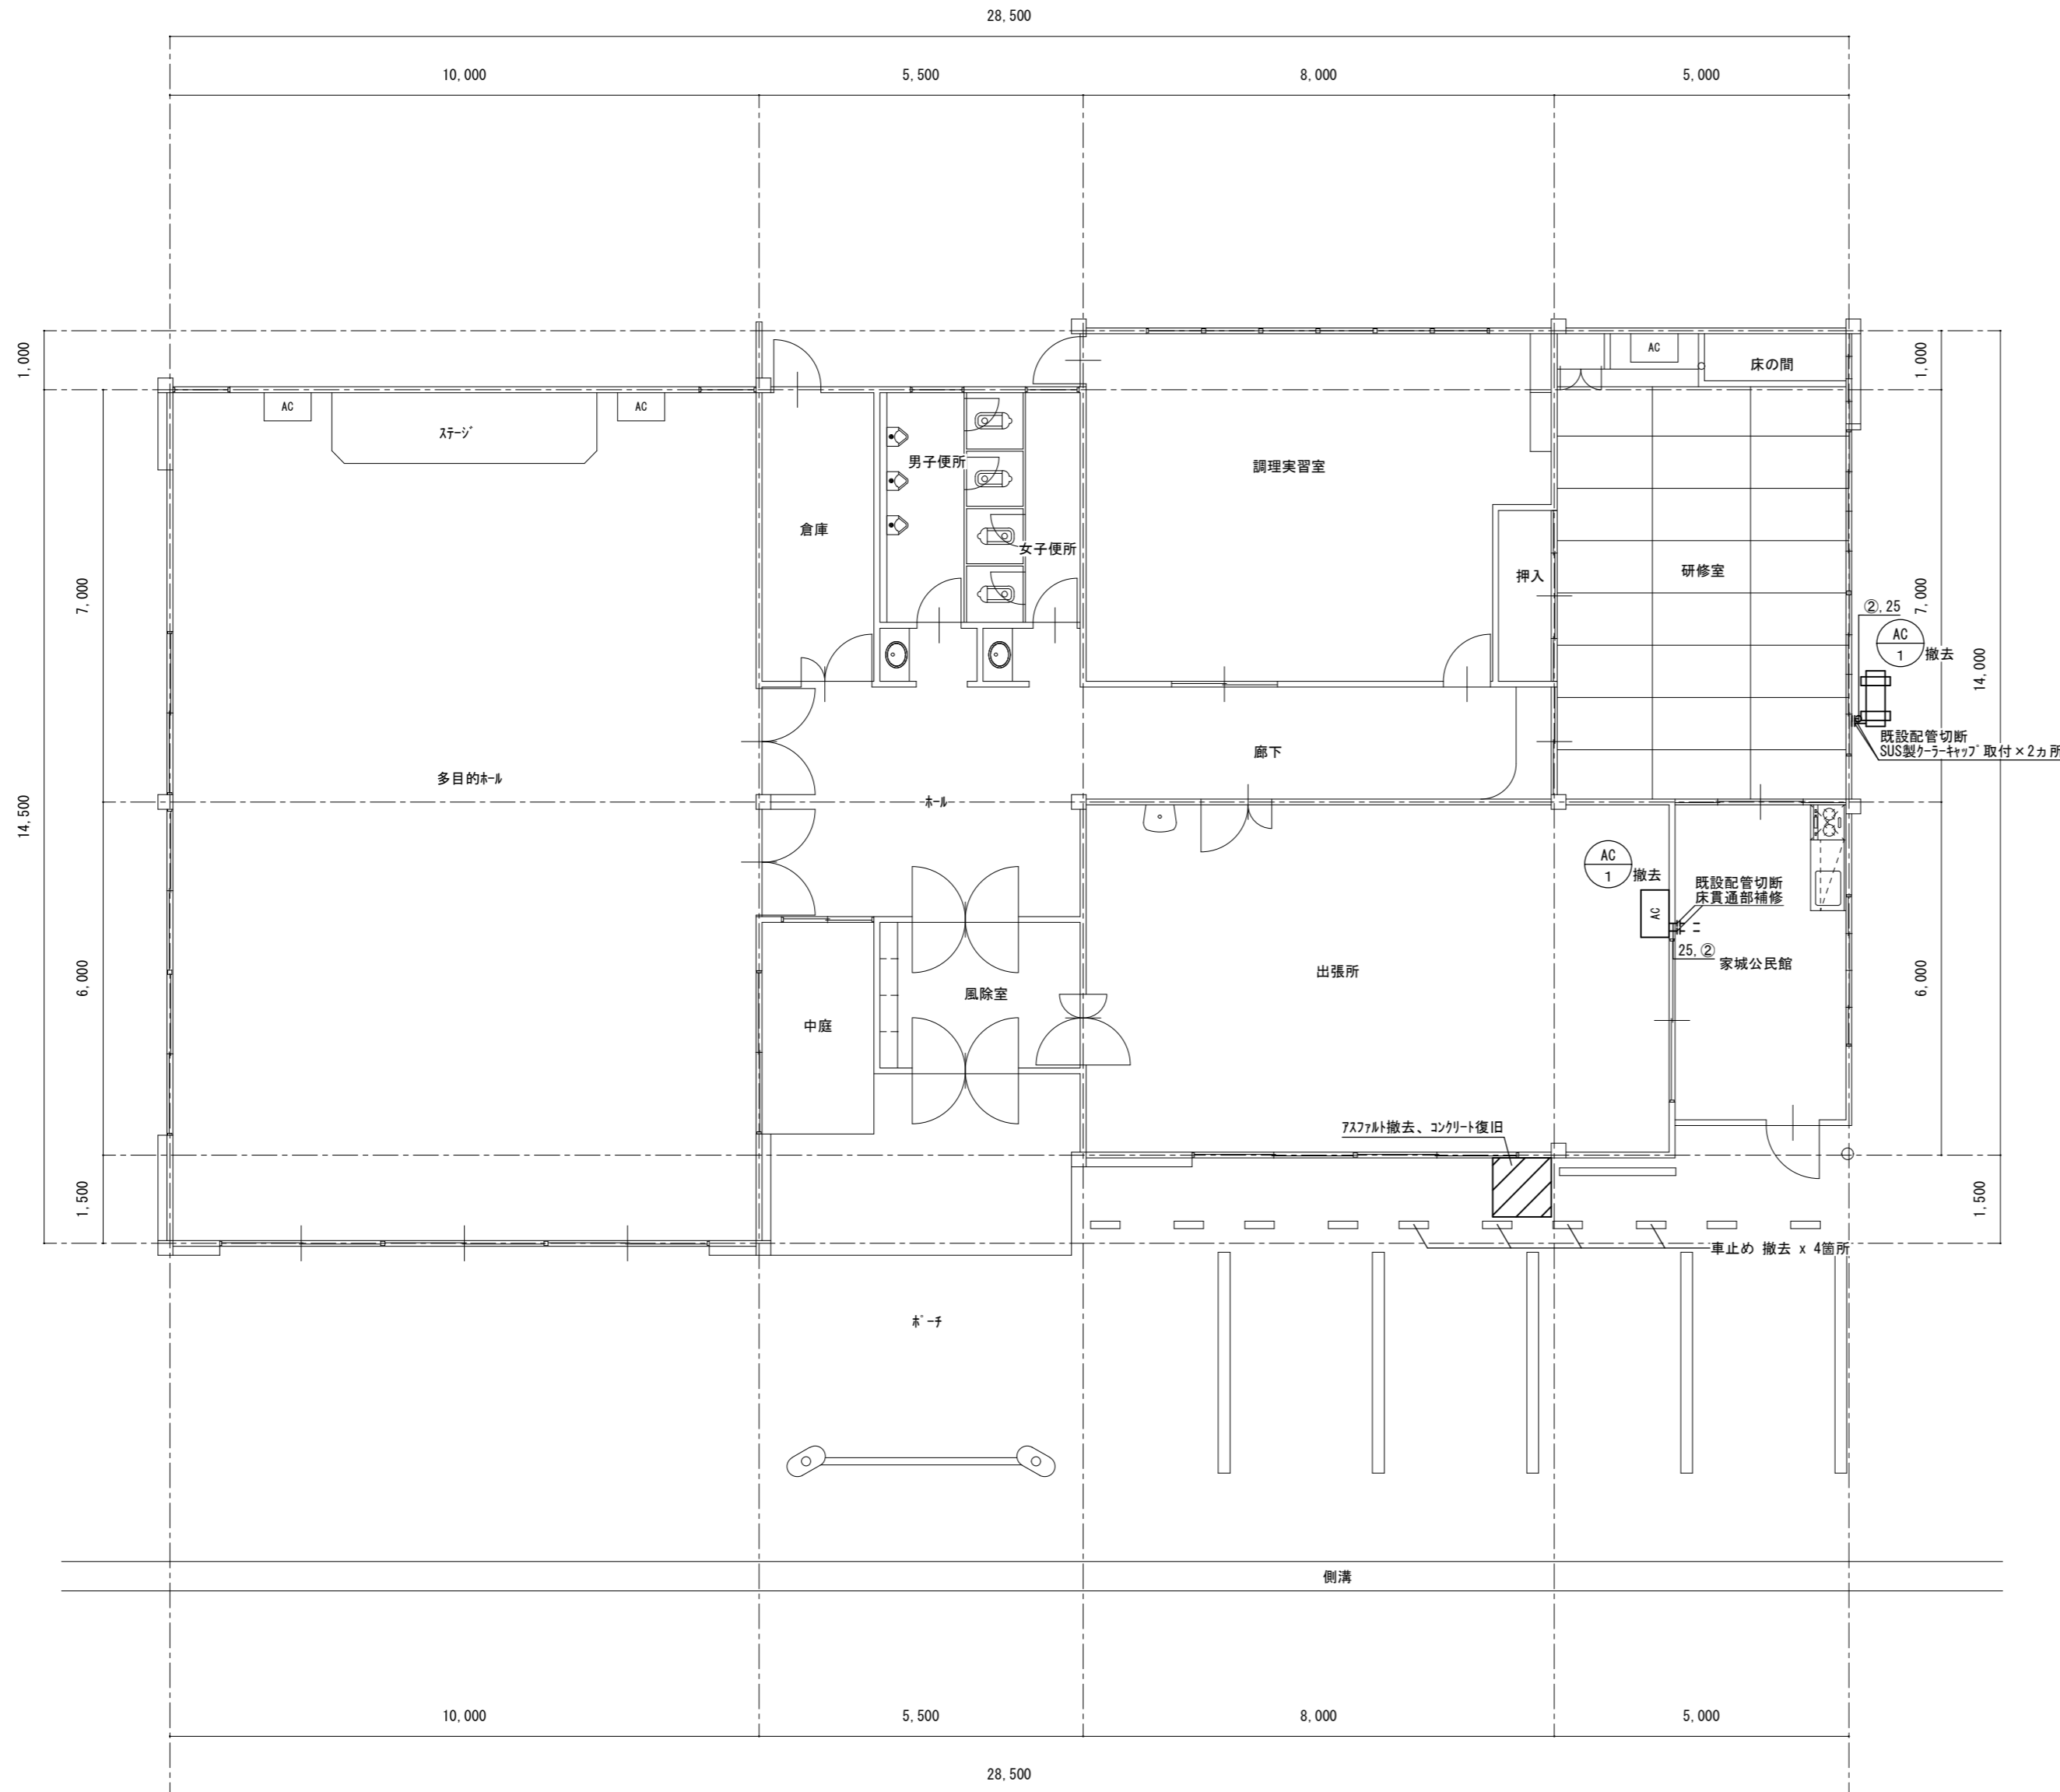 28,500
10,000
5,500
8,000
5,000
1,000
1,000
AC
床の間
AC
AC
ｽﾃｰｼﾞ
男子便所
調理実習室
倉庫
女子便所
押入
研修室
7,000
7,000
②,25
AC
1
撤去
14,000
既設配管切断
SUS製ｸｰﾗｰｷｬｯﾌﾟ取付×2ヵ所
多目的ﾎｰﾙ
ﾎｰﾙ
廊下
14,500
AC
1
撤去
既設配管切断
床貫通部補修
AC
25,②
家城公民館
出張所
6,000
6,000
風除室
中庭
ｱｽﾌｧﾙﾄ撤去、ｺﾝｸﾘｰﾄ復旧
1,500
1,500
車止め 撤去 x 4箇所
ﾎﾟｰﾁ
側溝
10,000
5,500
8,000
5,000
28,500